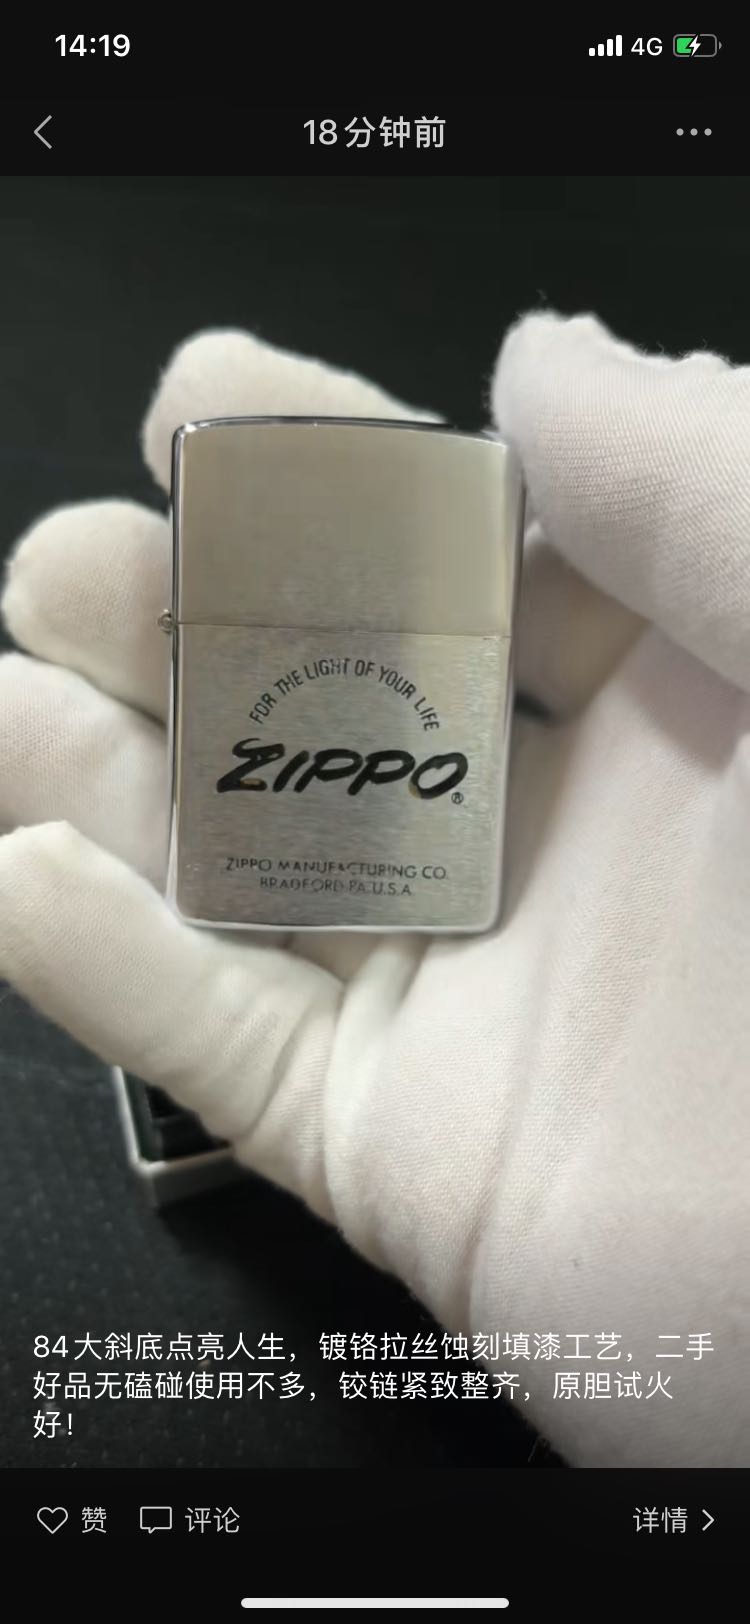 14:19
4G
18分钟前
FOR THE LIGHT OF YOUR LIFE
ZIPPO®
ZIPPO MANUFACTURING CO.
BRADFORD PA. U.S.A.
84大斜底点亮人生，镀铬拉丝蚀刻填漆工艺，二手
好品无磕碰使用不多，铰链紧致整齐，原胆试火
好！
赞
评论
详情